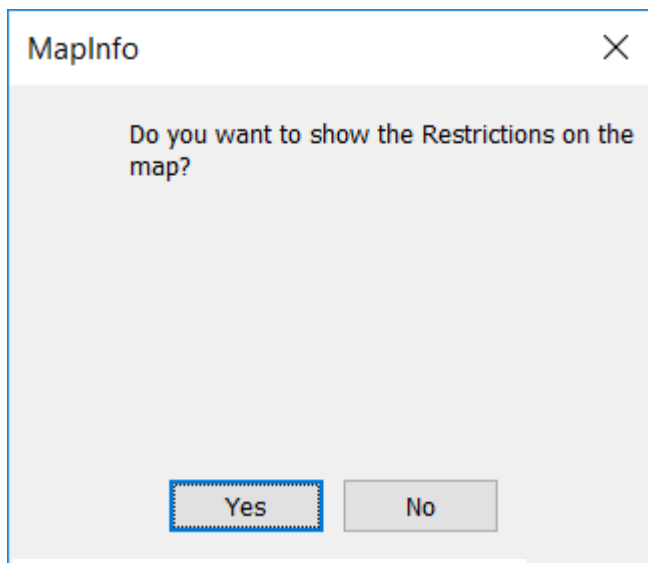 MapInfo
Do you want to show the Restrictions on the
map?
Yes
No